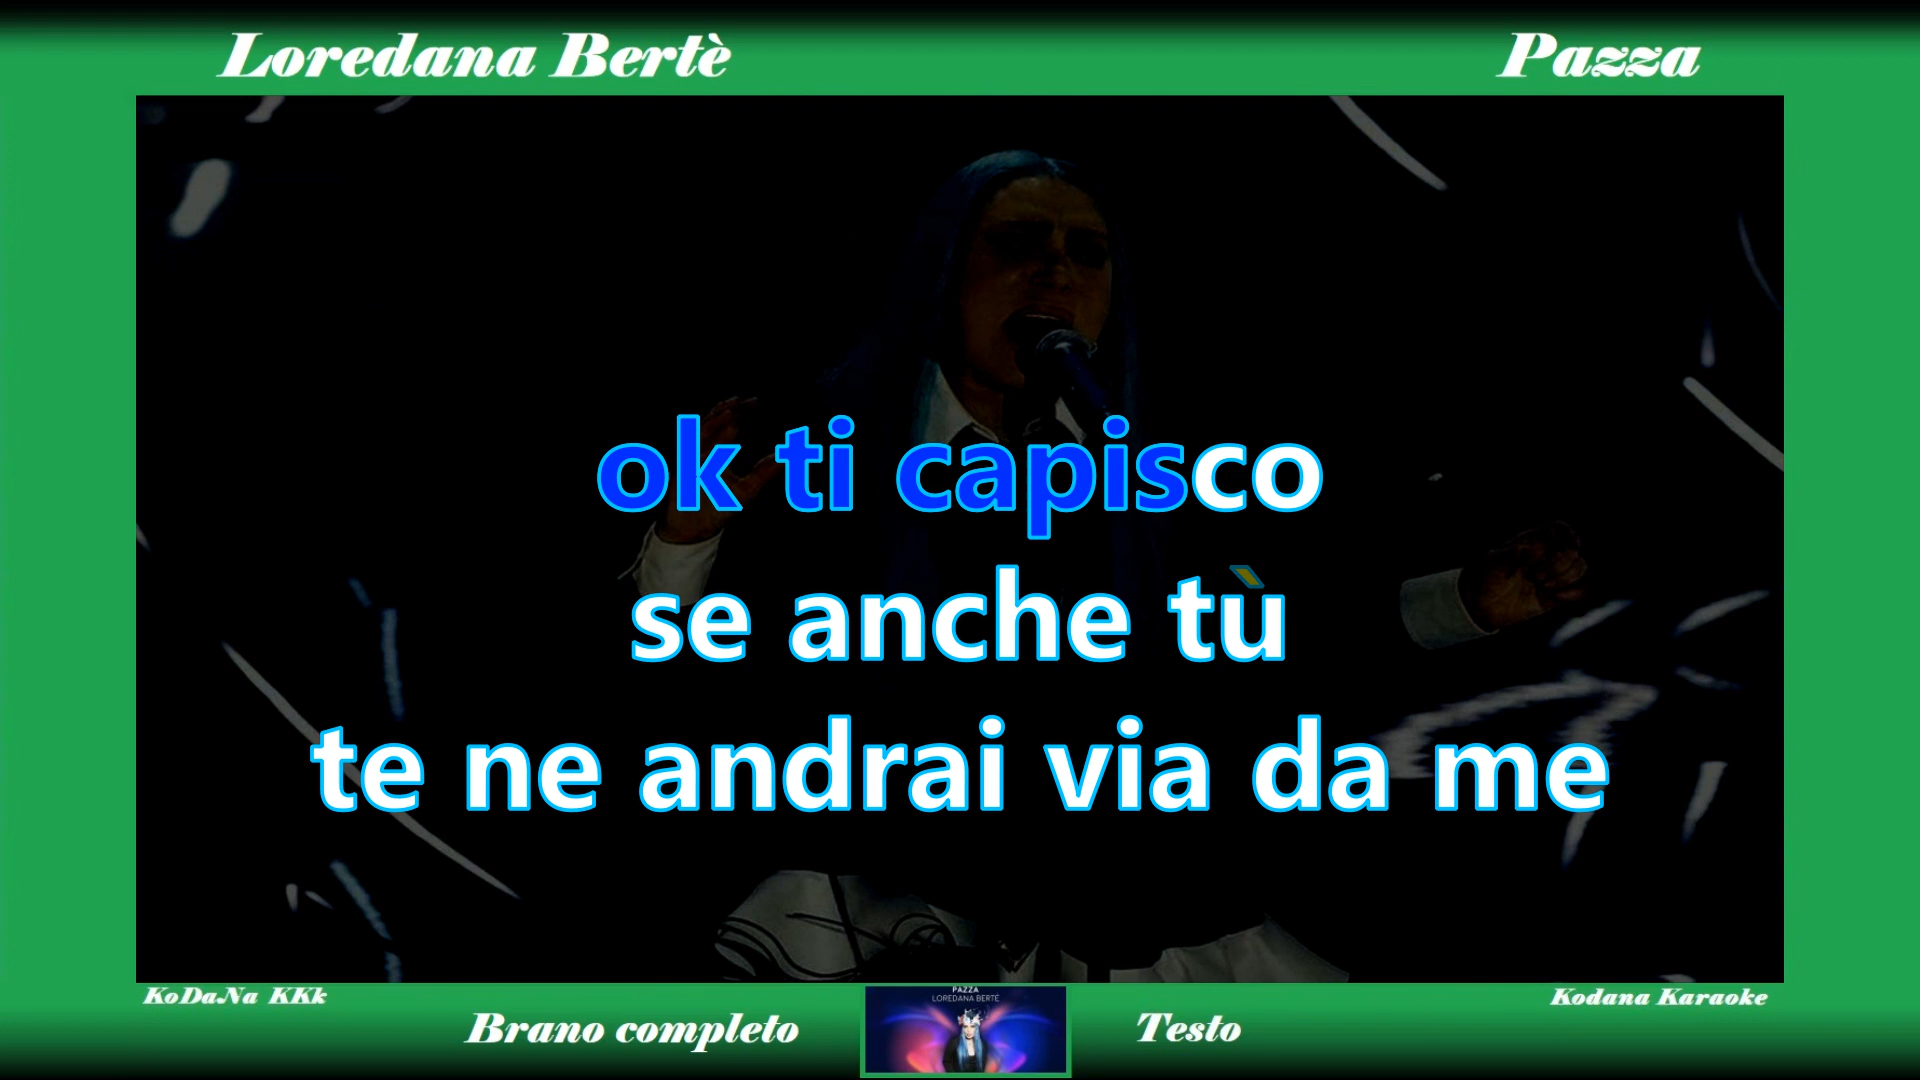 Loredana Bertè
Pazza
ok ti capisco
se anche tù
te ne andrai via da me
KoDaNa KKk
Kodana Karaoke
Brano completo
PAZZA
LOREDANA BERTÈ
Testo